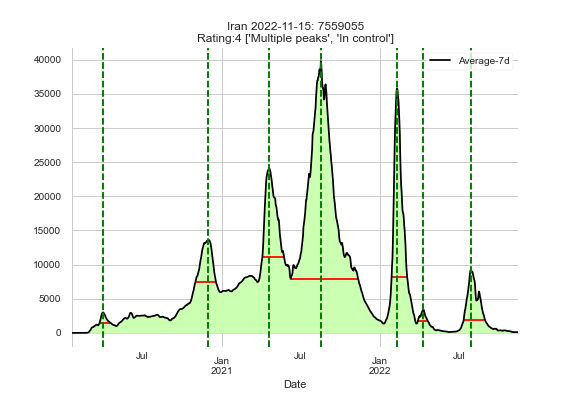 Iran 2022-11-15: 7559055
Rating:4 ['Multiple peaks', 'In control']
Average-7d
40000
35000
30000
25000
20000
15000
10000
5000
0
Jul
Jan
2021
Jul
Jan
2022
Jul
Date